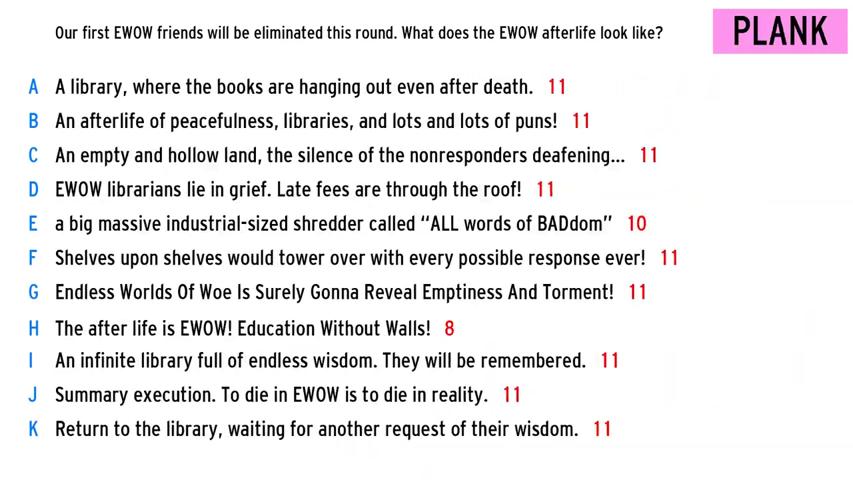 Our first EWOW friends will be eliminated this round. What does the EWOW afterlife look like?
PLANK
A A library, where the books are hanging out even after death. 11
B An afterlife of peacefulness, libraries, and lots and lots of puns! 11
C An empty and hollow land, the silence of the nonresponders deafening... 11
D EWOW librarians lie in grief. Late fees are through the roof! 11
E a big massive industrial-sized shredder called “ALL words of BADdom” 10
F Shelves upon shelves would tower over with every possible response ever! 11
G Endless Worlds Of Woe Is Surely Gonna Reveal Emptiness And Torment! 11
H The after life is EWOW! Education Without Walls! 8
I An infinite library full of endless wisdom. They will be remembered. 11
J Summary execution. To die in EWOW is to die in reality. 11
K Return to the library, waiting for another request of their wisdom. 11